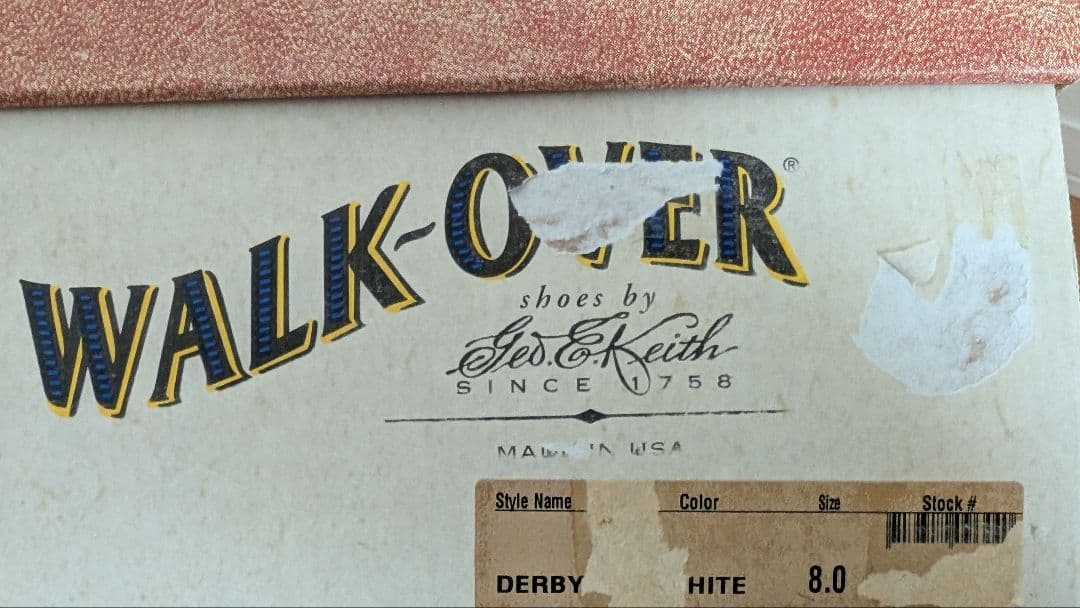 WALK-OVER®
shoes by
Geo. E. Keith
SINCE 1758
MADE IN USA
Style Name Color Size Stock #
DERBY HITE 8.0